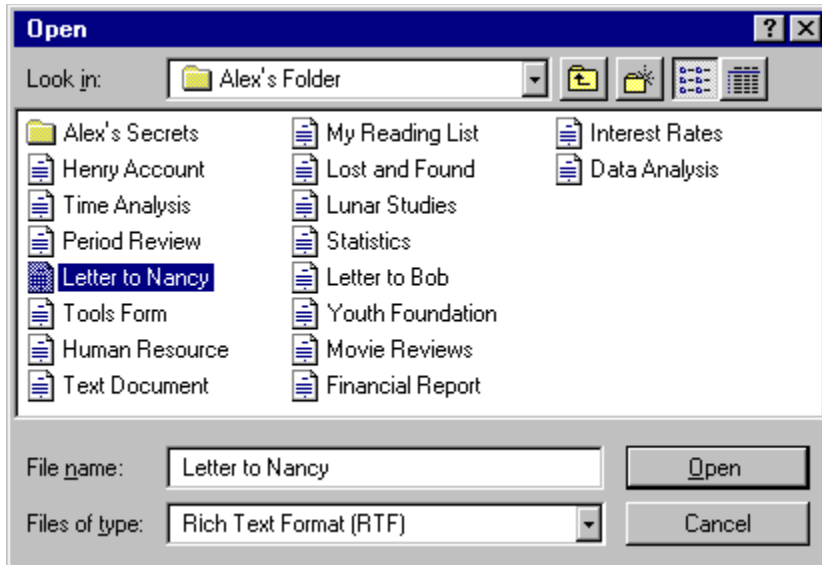 Open
Look in: Alex's Folder
Alex's Secrets
Henry Account
Time Analysis
Period Review
Letter to Nancy
Tools Form
Human Resource
Text Document
My Reading List
Lost and Found
Lunar Studies
Statistics
Letter to Bob
Youth Foundation
Movie Reviews
Financial Report
Interest Rates
Data Analysis
File name: Letter to Nancy Open
Files of type: Rich Text Format (RTF) Cancel